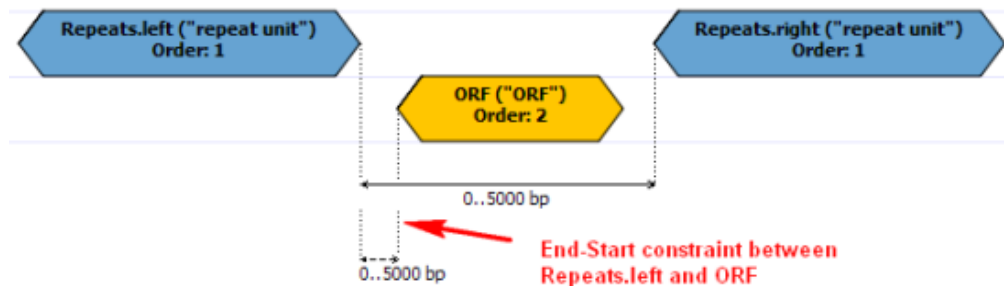 Repeats.left ("repeat unit")
Order: 1
Repeats.right ("repeat unit")
Order: 1
ORF ("ORF")
Order: 2
0..5000 bp
0..5000 bp
End-Start constraint between
Repeats.left and ORF